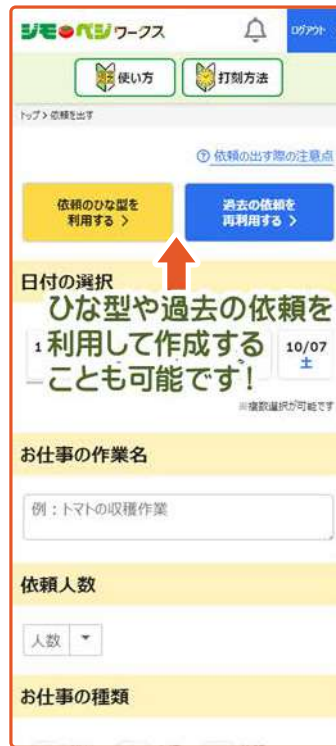 ジモベジワークス
ログアウト
使い方
打刻方法
トップ > 依頼を出す
? 依頼の出す際の注意点
依頼のひな型を
利用する >
過去の依頼を
再利用する >
日付の選択
ひな型や過去の依頼を
利用して作成する
ことも可能です!
1
10/07
土
※複数選択が可能です
お仕事の作業名
例：トマトの収穫作業
依頼人数
人数
お仕事の種類